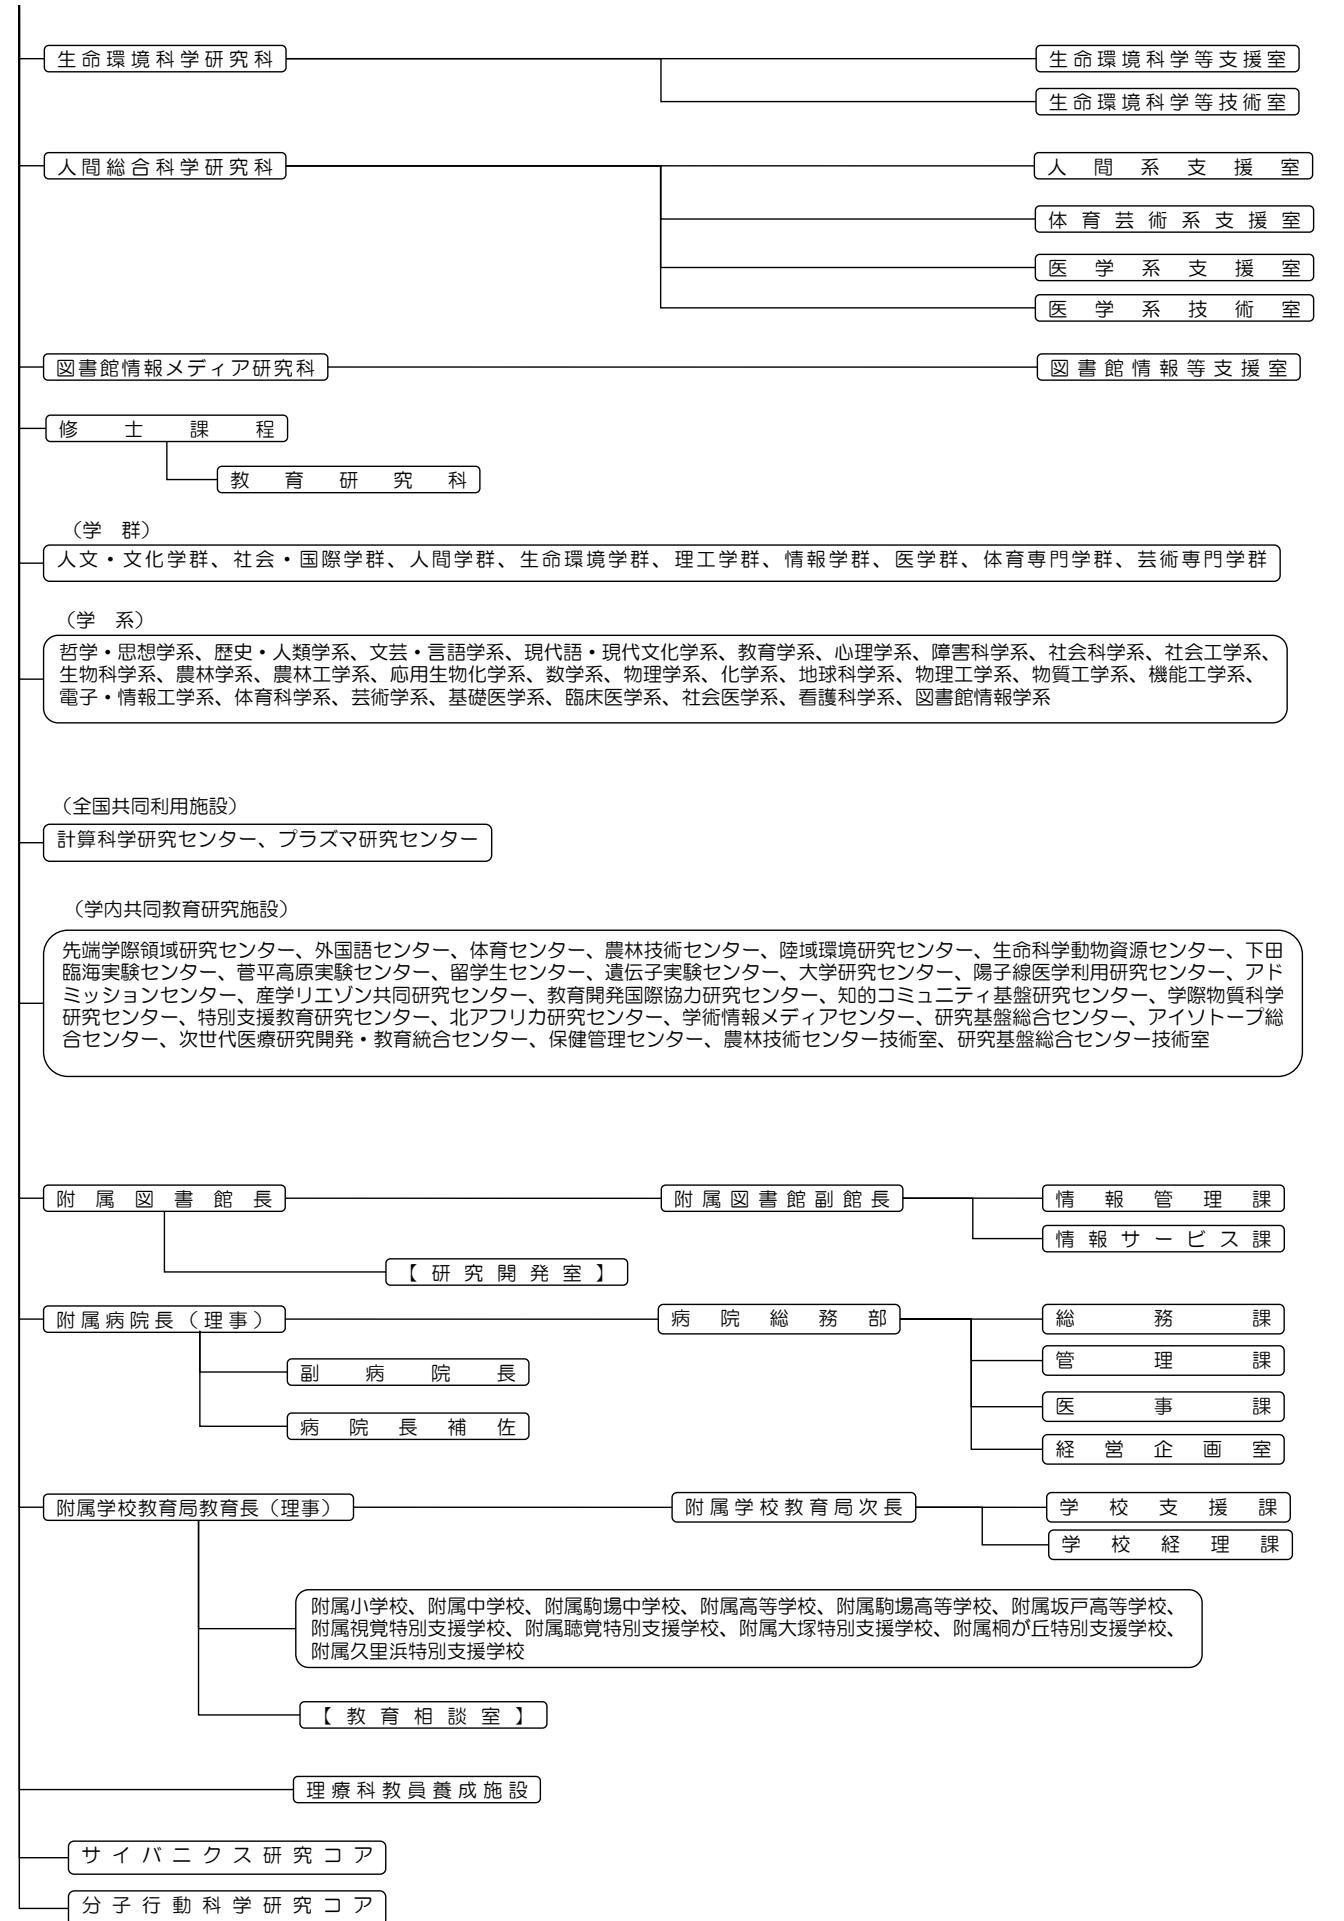 生命環境科学研究科
生命環境科学等支援室
生命環境科学等技術室
人間総合科学研究科
人間系支援室
体育芸術系支援室
医学系支援室
医学系技術室
図書館情報メディア研究科
図書館情報等支援室
修士課程
教育研究科
（学　群）
人文・文化学群、社会・国際学群、人間学群、生命環境学群、理工学群、情報学群、医学群、体育専門学群、芸術専門学群
（学　系）
哲学・思想学系、歴史・人類学系、文芸・言語学系、現代語・現代文化学系、教育学系、心理学系、障害科学系、社会科学系、社会工学系、
生物科学系、農林学系、農林工学系、応用生物化学系、数学系、物理学系、化学系、地球科学系、物理工学系、物質工学系、機能工学系、
電子・情報工学系、体育科学系、芸術学系、基礎医学系、臨床医学系、社会医学系、看護科学系、図書館情報学系
（全国共同利用施設）
計算科学研究センター、プラズマ研究センター
（学内共同教育研究施設）
先端学際領域研究センター、外国語センター、体育センター、農林技術センター、陸域環境研究センター、生命科学動物資源センター、下田
臨海実験センター、菅平高原実験センター、留学生センター、遺伝子実験センター、大学研究センター、陽子線医学利用研究センター、アド
ミッションセンター、産学リエゾン共同研究センター、教育開発国際協力研究センター、知的コミュニティ基盤研究センター、学際物質科学
研究センター、特別支援教育研究センター、北アフリカ研究センター、学術情報メディアセンター、研究基盤総合センター、アイソトープ総
合センター、次世代医療研究開発・教育統合センター、保健管理センター、農林技術センター技術室、研究基盤総合センター技術室
附属図書館長
附属図書館副館長
情報管理課
情報サービス課
【研究開発室】
附属病院長（理事）
病院総務部
総務課
管理課
副病院長
医事課
病院長補佐
経営企画室
附属学校教育局教育長（理事）
附属学校教育局次長
学校支援課
学校経理課
附属小学校、附属中学校、附属駒場中学校、附属高等学校、附属駒場高等学校、附属坂戸高等学校、
附属視覚特別支援学校、附属聴覚特別支援学校、附属大塚特別支援学校、附属桐が丘特別支援学校、
附属久里浜特別支援学校
【教育相談室】
理療科教員養成施設
サイバニクス研究コア
分子行動科学研究コア